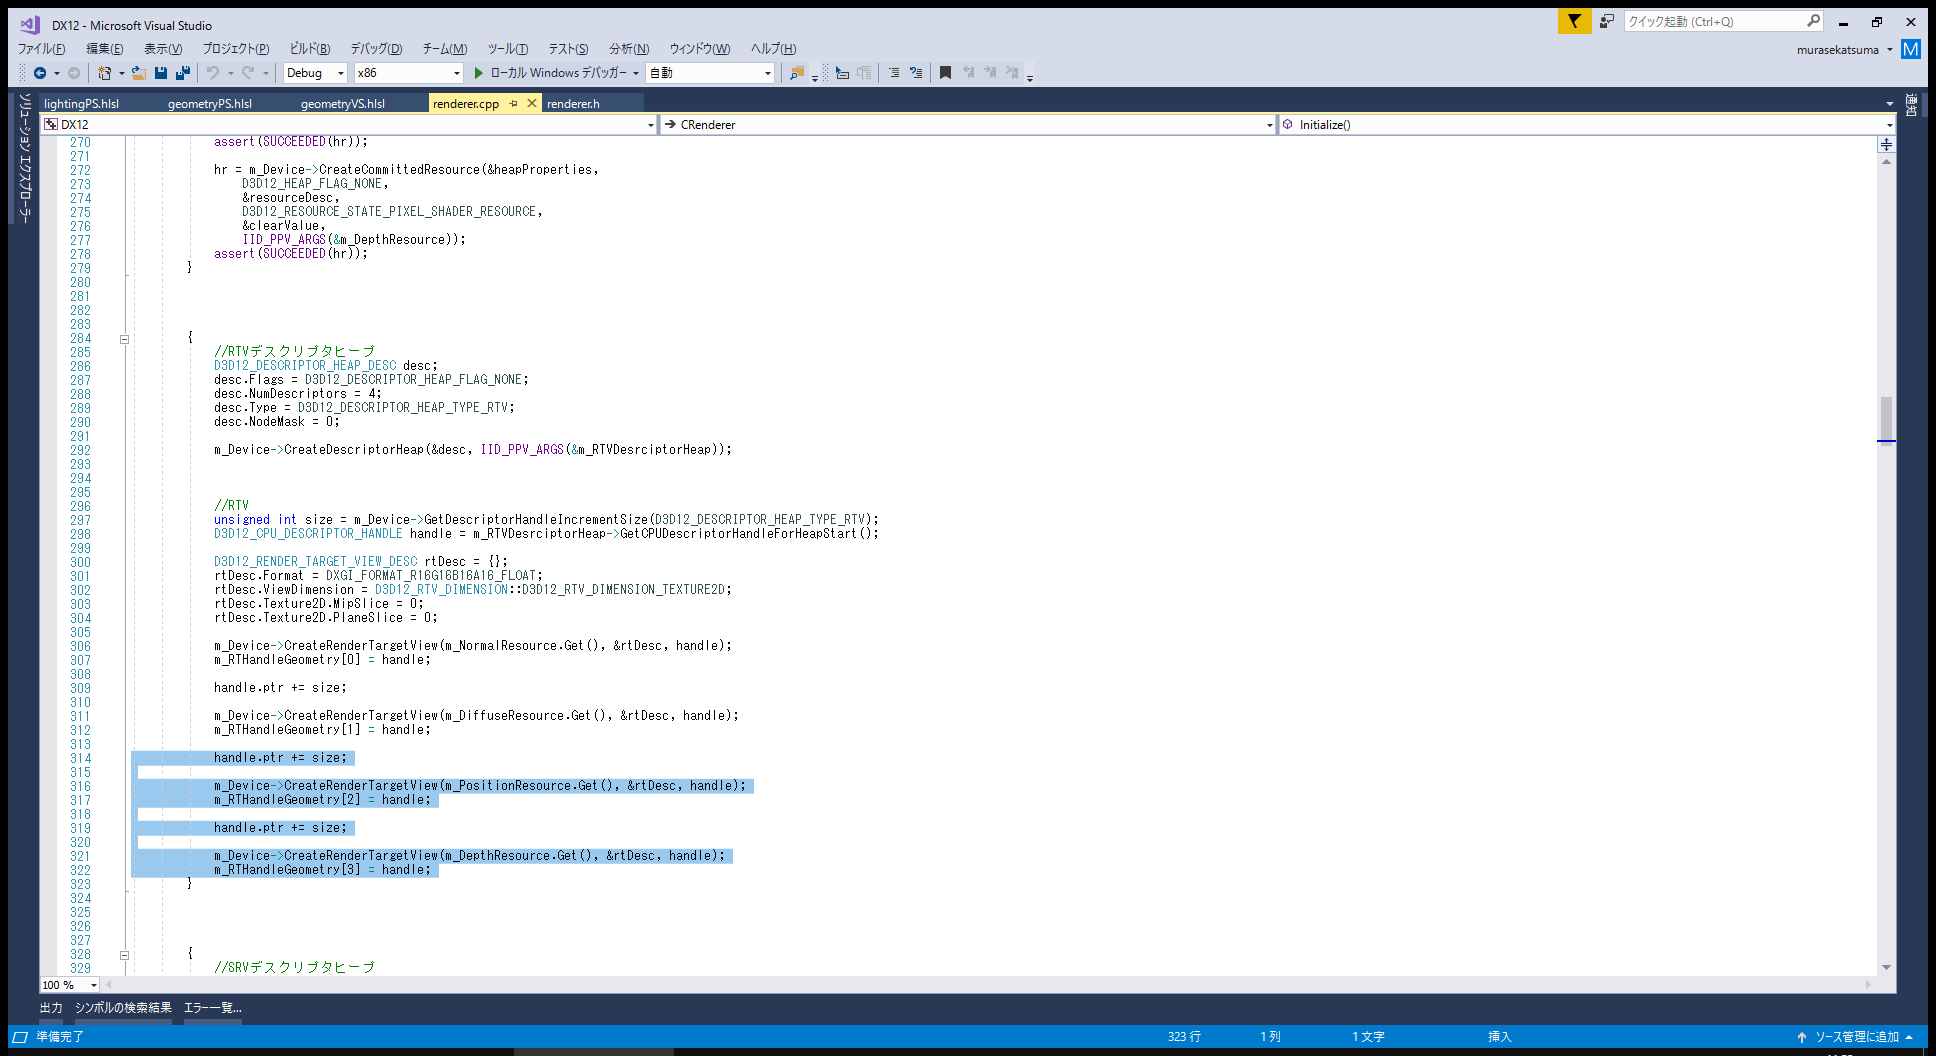 DX12 - Microsoft Visual Studio
クイック起動 (Ctrl+Q)
ファイル(F) 編集(E) 表示(V) プロジェクト(P) ビルド(B) デバッグ(D) チーム(M) ツール(T) テスト(S) 分析(N) ウィンドウ(W) ヘルプ(H)
murasekatsuma M
Debug x86 ローカル Windows デバッガー 自動
ソリューション エクスプローラー
通知
lightingPS.hlsl geometryPS.hlsl geometryVS.hlsl renderer.cpp renderer.h
DX12 CRenderer Initialize()
270 assert(SUCCEEDED(hr));
271
272 hr = m_Device->CreateCommittedResource(&heapProperties,
273 D3D12_HEAP_FLAG_NONE,
274 &resourceDesc,
275 D3D12_RESOURCE_STATE_PIXEL_SHADER_RESOURCE,
276 &clearValue,
277 IID_PPV_ARGS(&m_DepthResource));
278 assert(SUCCEEDED(hr));
279 }
280
281
282
283
284 {
285 //RTVデスクリプタヒープ
286 D3D12_DESCRIPTOR_HEAP_DESC desc;
287 desc.Flags = D3D12_DESCRIPTOR_HEAP_FLAG_NONE;
288 desc.NumDescriptors = 4;
289 desc.Type = D3D12_DESCRIPTOR_HEAP_TYPE_RTV;
290 desc.NodeMask = 0;
291
292 m_Device->CreateDescriptorHeap(&desc, IID_PPV_ARGS(&m_RTVDesrciptorHeap));
293
294
295
296 //RTV
297 unsigned int size = m_Device->GetDescriptorHandleIncrementSize(D3D12_DESCRIPTOR_HEAP_TYPE_RTV);
298 D3D12_CPU_DESCRIPTOR_HANDLE handle = m_RTVDesrciptorHeap->GetCPUDescriptorHandleForHeapStart();
299
300 D3D12_RENDER_TARGET_VIEW_DESC rtDesc = {};
301 rtDesc.Format = DXGI_FORMAT_R16G16B16A16_FLOAT;
302 rtDesc.ViewDimension = D3D12_RTV_DIMENSION::D3D12_RTV_DIMENSION_TEXTURE2D;
303 rtDesc.Texture2D.MipSlice = 0;
304 rtDesc.Texture2D.PlaneSlice = 0;
305
306 m_Device->CreateRenderTargetView(m_NormalResource.Get(), &rtDesc, handle);
307 m_RTHandleGeometry[0] = handle;
308
309 handle.ptr += size;
310
311 m_Device->CreateRenderTargetView(m_DiffuseResource.Get(), &rtDesc, handle);
312 m_RTHandleGeometry[1] = handle;
313
314 handle.ptr += size;
315
316 m_Device->CreateRenderTargetView(m_PositionResource.Get(), &rtDesc, handle);
317 m_RTHandleGeometry[2] = handle;
318
319 handle.ptr += size;
320
321 m_Device->CreateRenderTargetView(m_DepthResource.Get(), &rtDesc, handle);
322 m_RTHandleGeometry[3] = handle;
323 }
324
325
326
327
328 {
329 //SRVデスクリプタヒープ
100 %
出力 シンボルの検索結果 エラー一覧...
準備完了 323 行 1 列 1 文字 挿入 ソース管理に追加